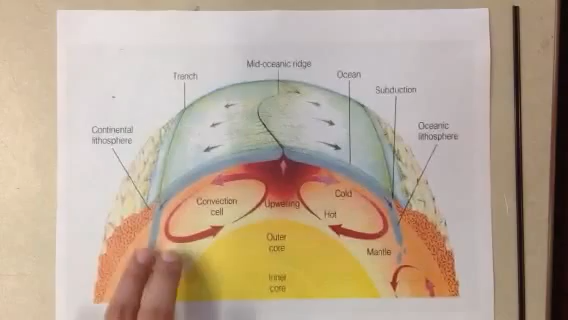 Mid-oceanic ridge
Trench
Ocean
Subduction
Continental
lithosphere
Oceanic
lithosphere
Convection
cell
Upwelling
Cold
Hot
Outer
core
Mantle
Inner
core